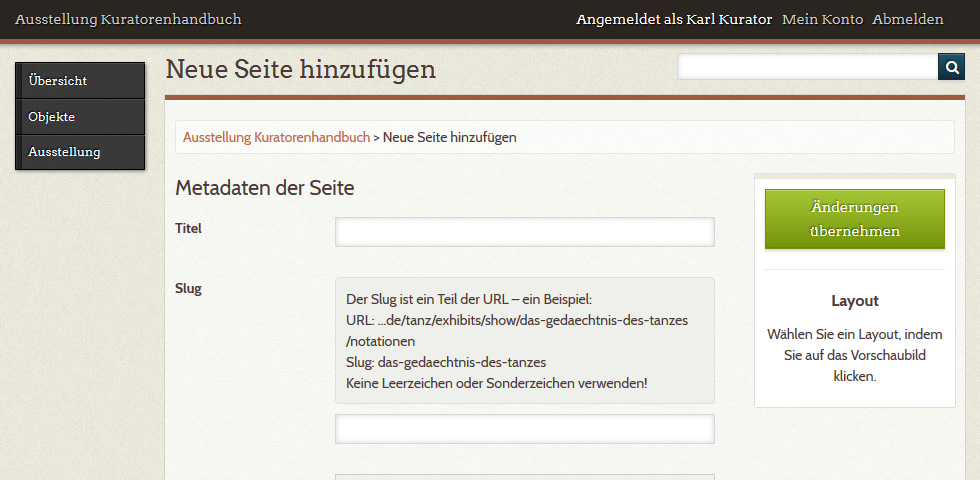 Ausstellung Kuratorenhandbuch
Angemeldet als Karl Kurator Mein Konto Abmelden
Übersicht
Objekte
Ausstellung
Neue Seite hinzufügen
Ausstellung Kuratorenhandbuch > Neue Seite hinzufügen
Metadaten der Seite
Titel
Slug
Der Slug ist ein Teil der URL – ein Beispiel:
URL: ...de/tanz/exhibits/show/das-gedaechtnis-des-tanzes
/notationen
Slug: das-gedaechtnis-des-tanzes
Keine Leerzeichen oder Sonderzeichen verwenden!
Änderungen
übernehmen
Layout
Wählen Sie ein Layout, indem
Sie auf das Vorschaubild
klicken.